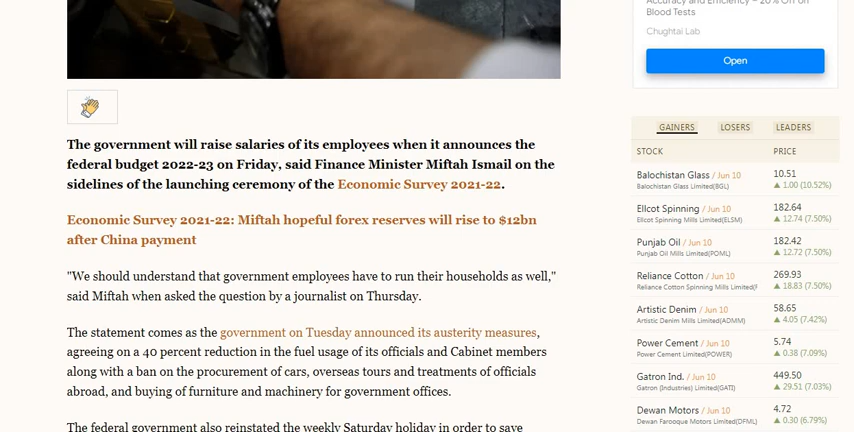 The government will raise salaries of its employees when it announces the
federal budget 2022-23 on Friday, said Finance Minister Miftah Ismail on the
sidelines of the launching ceremony of the Economic Survey 2021-22.
Economic Survey 2021-22: Miftah hopeful forex reserves will rise to $12bn
after China payment
"We should understand that government employees have to run their households as well,"
said Miftah when asked the question by a journalist on Thursday.
The statement comes as the government on Tuesday announced its austerity measures,
agreeing on a 40 percent reduction in the fuel usage of its officials and Cabinet members
along with a ban on the procurement of cars, overseas tours and treatments of officials
abroad, and buying of furniture and machinery for government offices.
The federal government also reinstated the weekly Saturday holiday in order to save
Accuracy and Efficiency – 20% Off on
Blood Tests
Chughtai Lab
Open
GAINERS LOSERS LEADERS
STOCK PRICE
Balochistan Glass / Jun 10 10.51
Balochistan Glass Limited(BGL) ▲ 1.00 (10.52%)
Ellcot Spinning / Jun 10 182.64
Ellcot Spinning Mills Limited(ELSM) ▲ 12.74 (7.50%)
Punjab Oil / Jun 10 182.42
Punjab Oil Mills Limited(POML) ▲ 12.72 (7.50%)
Reliance Cotton / Jun 10 269.93
Reliance Cotton Spinning Mills Limited(F ▲ 18.83 (7.50%)
Artistic Denim / Jun 10 58.65
Artistic Denim Mills Limited(ADMM) ▲ 4.05 (7.42%)
Power Cement / Jun 10 5.74
Power Cement Limited(POWER) ▲ 0.38 (7.09%)
Gatron Ind. / Jun 10 449.50
Gatron (Industries) Limited(GATI) ▲ 29.51 (7.03%)
Dewan Motors / Jun 10 4.72
Dewan Farooque Motors Limited(DFML) ▲ 0.30 (6.79%)